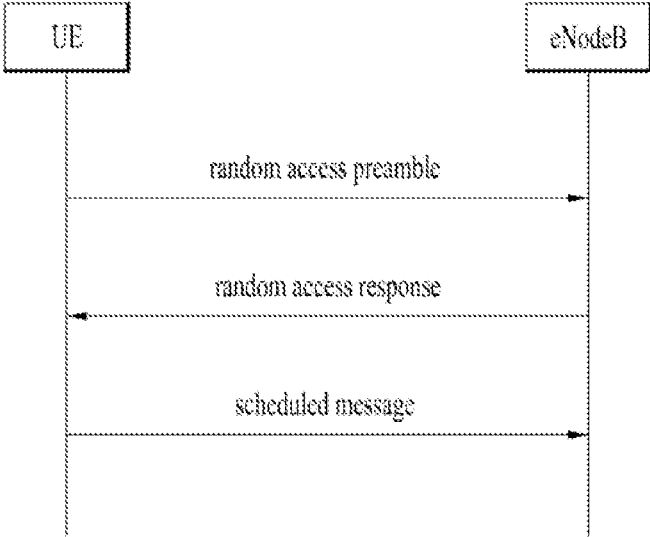 UE
eNodeB
random access preamble
random access response
scheduled message